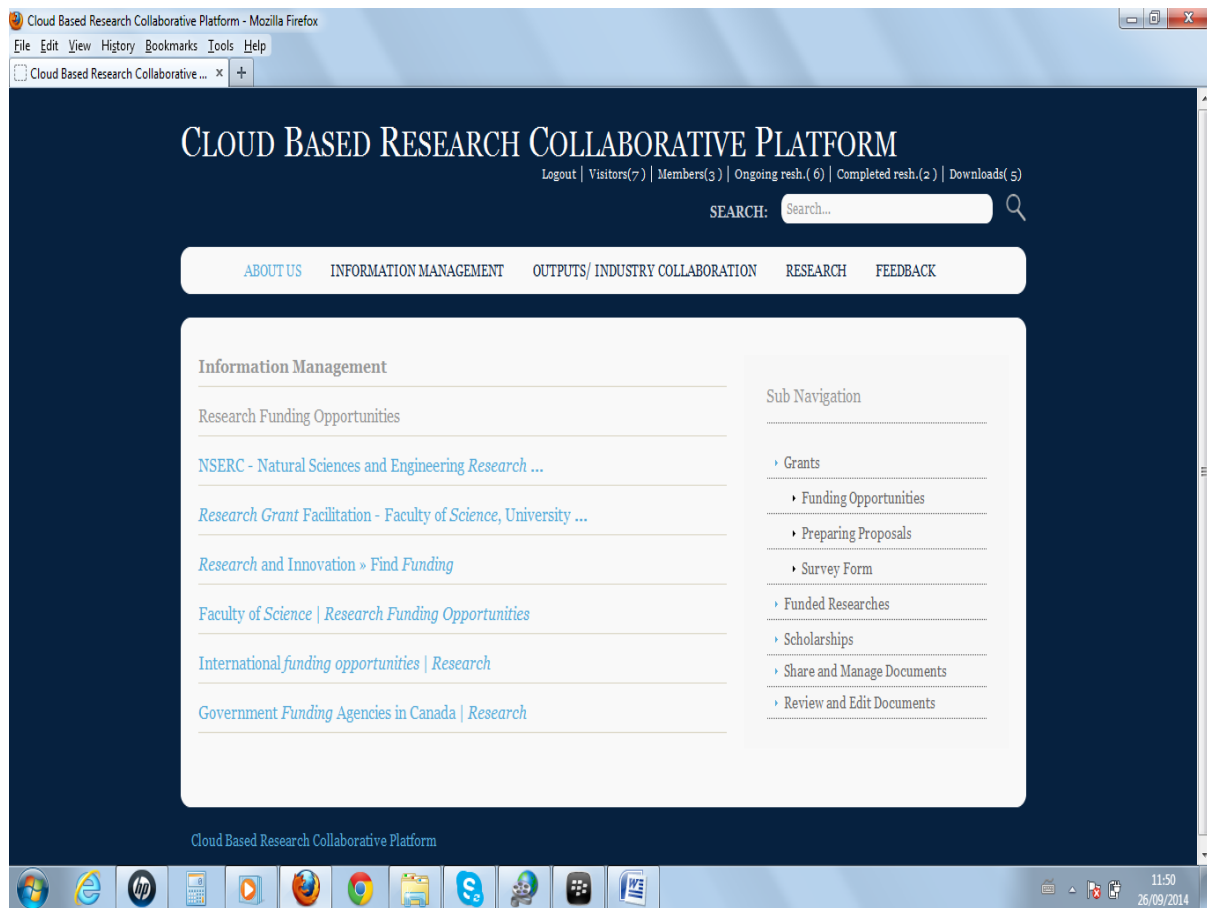 Cloud Based Research Collaborative Platform - Mozilla Firefox
File Edit View History Bookmarks Tools Help
Cloud Based Research Collaborative ... x +
CLOUD BASED RESEARCH COLLABORATIVE PLATFORM
Logout | Visitors(7) | Members(3) | Ongoing resh.( 6) | Completed resh.(2 ) | Downloads( 5)
SEARCH: Search...
ABOUT US INFORMATION MANAGEMENT OUTPUTS/ INDUSTRY COLLABORATION RESEARCH FEEDBACK
Information Management
Research Funding Opportunities
NSERC - Natural Sciences and Engineering Research ...
Research Grant Facilitation - Faculty of Science, University ...
Research and Innovation » Find Funding
Faculty of Science | Research Funding Opportunities
International funding opportunities | Research
Government Funding Agencies in Canada | Research
Sub Navigation
Grants
Funding Opportunities
Preparing Proposals
Survey Form
Funded Researches
Scholarships
Share and Manage Documents
Review and Edit Documents
Cloud Based Research Collaborative Platform
hp
11:50
26/09/2014